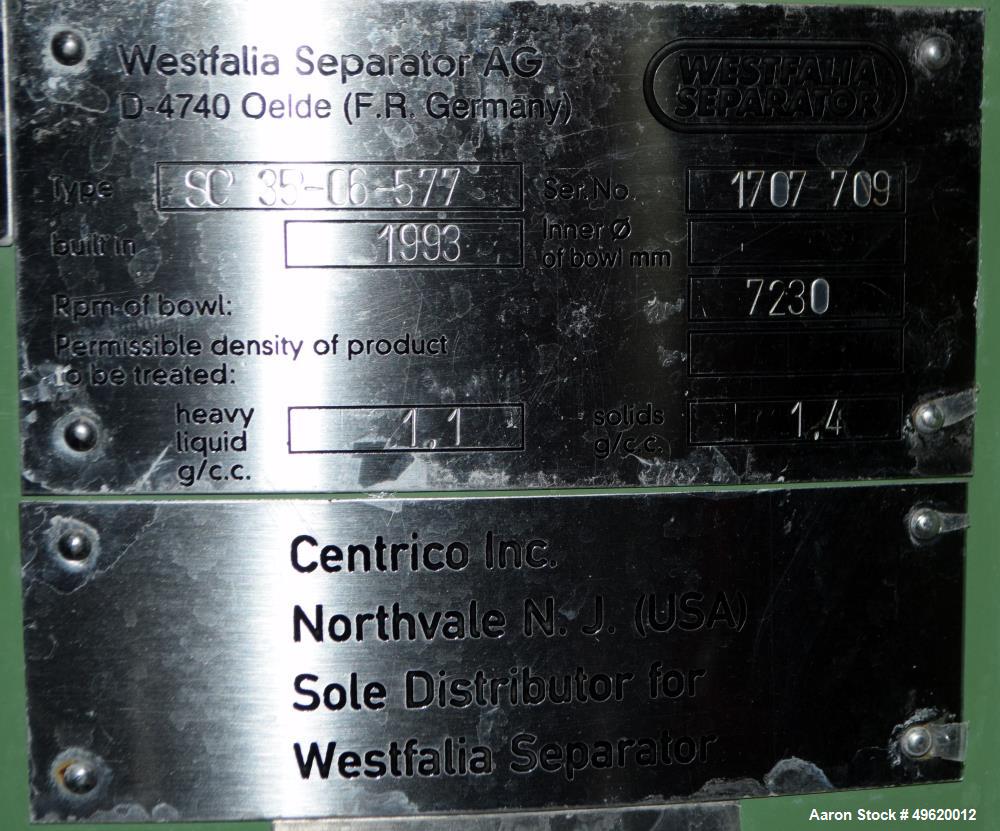 Westfalia Separator AG
D-4740 Oelde (F.R. Germany)
WESTFALIA
SEPARATOR
Type SC 35-06-577 Ser.No. 1707 709
built in 1993 Inner Ø
of bowl mm
Rpm of bowl: 7230
Permissible density of product
to be treated:
heavy
liquid
g/c.c. 1.1
solids
g/c.c. 1.4
Centrico Inc.
Northvale N. J. (USA)
Sole Distributor for
Westfalia Separator
Aaron Stock # 49620012